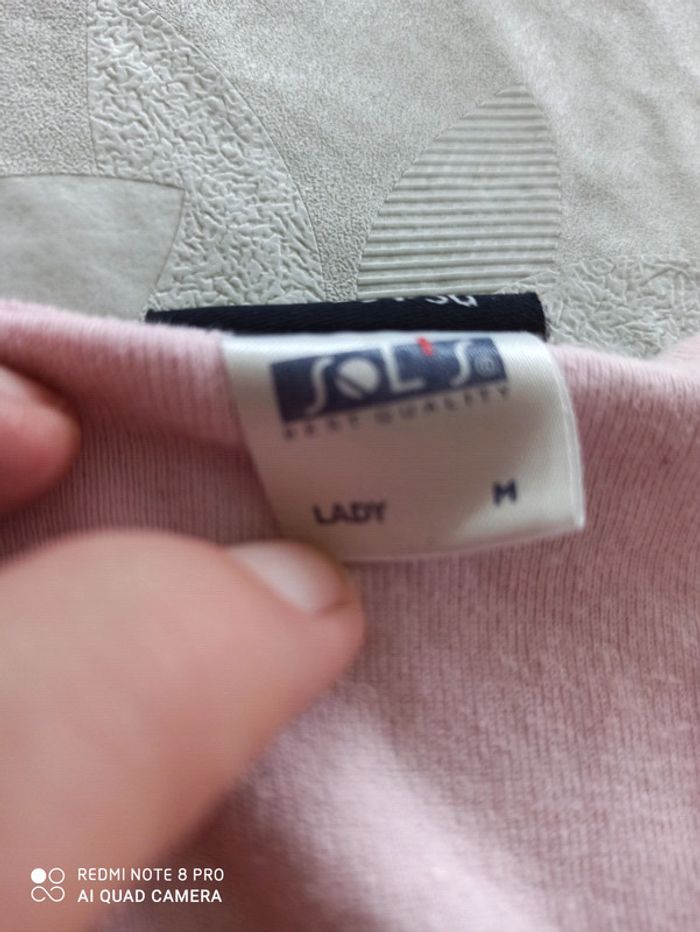 SOL'S®
BEST QUALITY
LADY M
REDMI NOTE 8 PRO
AI QUAD CAMERA